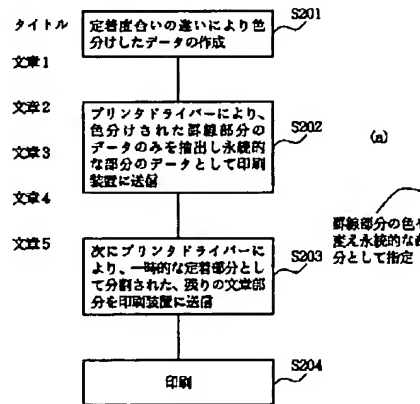 タイトル
文章1
文章2
文章3
文章4
文章5
定着度合いの違いにより色
分けしたデータの作成
S201
プリンタドライバーにより、
色分けされた罫線部分の
データのみを抽出し永続的
な部分のデータとして印刷
装置に送信
S202
次にプリンタドライバーに
より、一時的な定着部分とし
て分割された、残りの文章部
分を印刷装置に送信
S203
印刷
S204
(a)
罫線部分の色
変え永続的な
分として指定